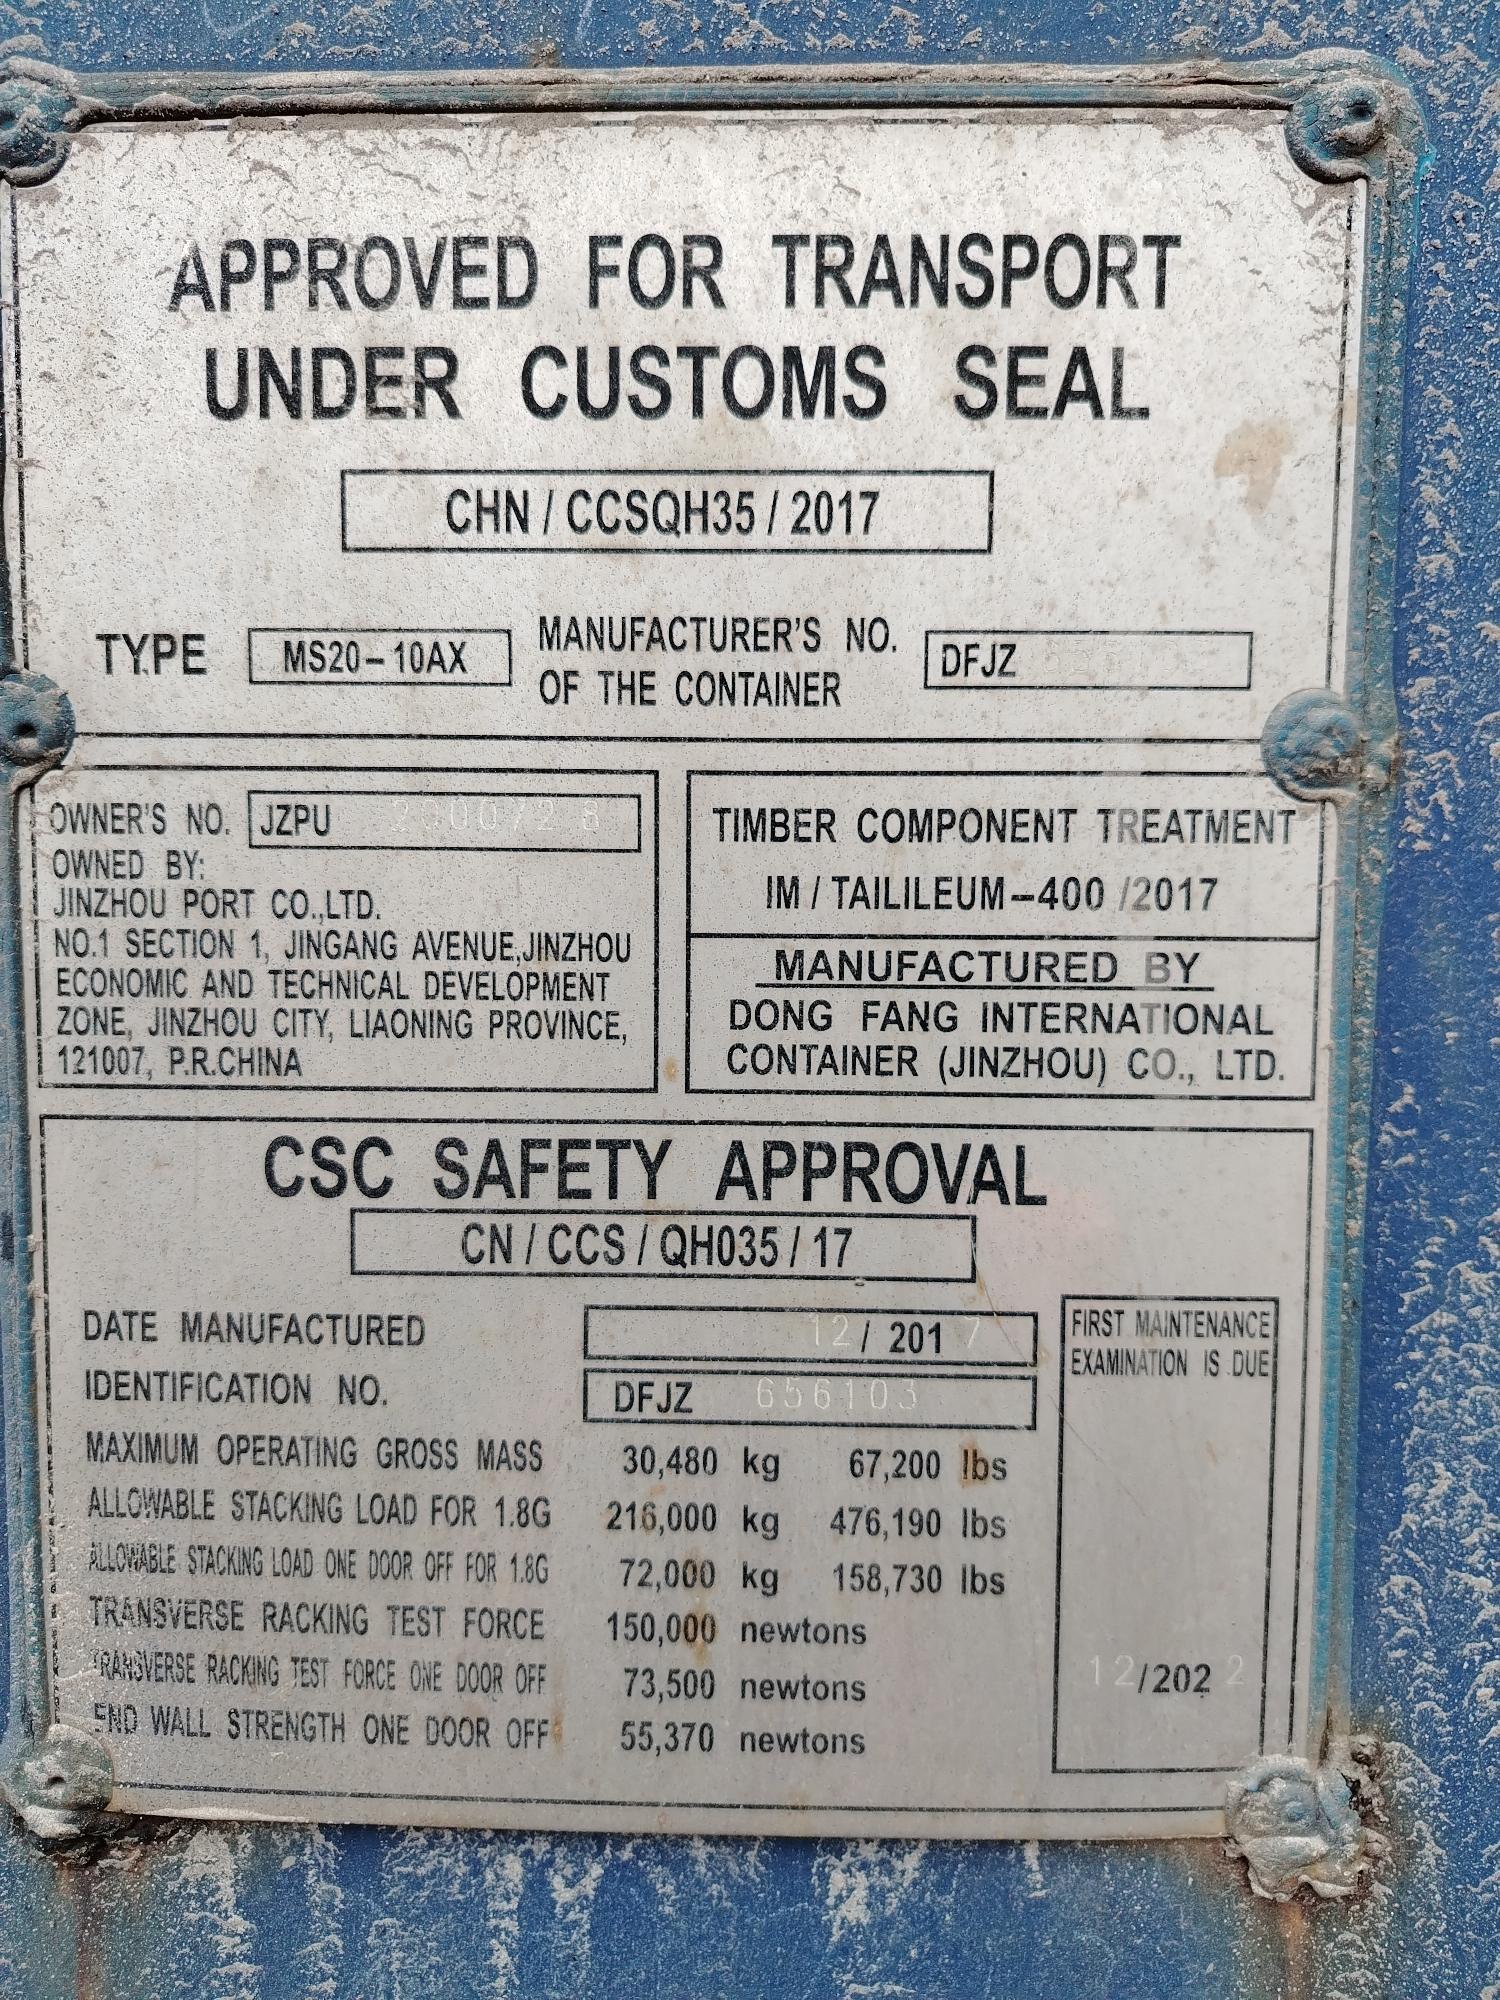 APPROVED FOR TRANSPORT
UNDER CUSTOMS SEAL
CHN / CCSQH35 / 2017
TYPE MS20-10AX MANUFACTURER'S NO. OF THE CONTAINER DFJZ
OWNER'S NO. JZPU 200072 8
OWNED BY:
JINZHOU PORT CO.,LTD.
NO.1 SECTION 1, JINGANG AVENUE,JINZHOU
ECONOMIC AND TECHNICAL DEVELOPMENT
ZONE, JINZHOU CITY, LIAONING PROVINCE,
121007, P.R.CHINA
TIMBER COMPONENT TREATMENT
IM / TAILILEUM-400 /2017
MANUFACTURED BY
DONG FANG INTERNATIONAL
CONTAINER (JINZHOU) CO., LTD.
CSC SAFETY APPROVAL
CN / CCS / QH035 / 17
DATE MANUFACTURED 12 / 2017
IDENTIFICATION NO. DFJZ 656103
MAXIMUM OPERATING GROSS MASS 30,480 kg 67,200 lbs
ALLOWABLE STACKING LOAD FOR 1.8G 216,000 kg 476,190 lbs
ALLOWABLE STACKING LOAD ONE DOOR OFF FOR 1.8G 72,000 kg 158,730 lbs
TRANSVERSE RACKING TEST FORCE 150,000 newtons
TRANSVERSE RACKING TEST FORCE ONE DOOR OFF 73,500 newtons
END WALL STRENGTH ONE DOOR OFF 55,370 newtons
FIRST MAINTENANCE
EXAMINATION IS DUE
12/2022